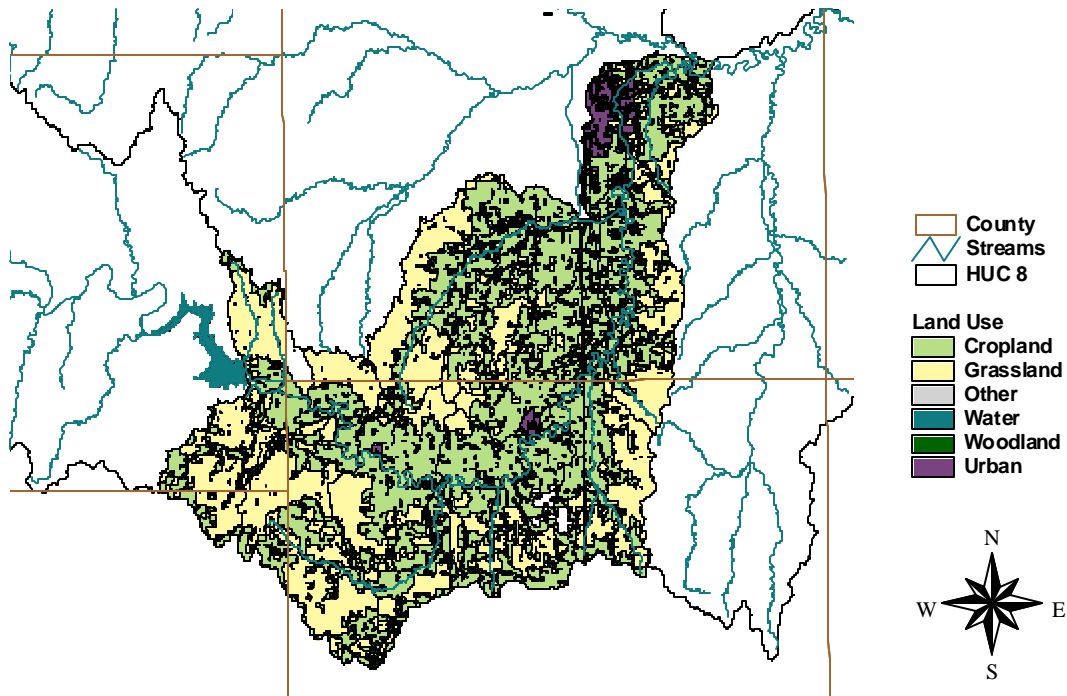 County
Streams
HUC 8
Land Use
Cropland
Grassland
Other
Water
Woodland
Urban
N
W E
S